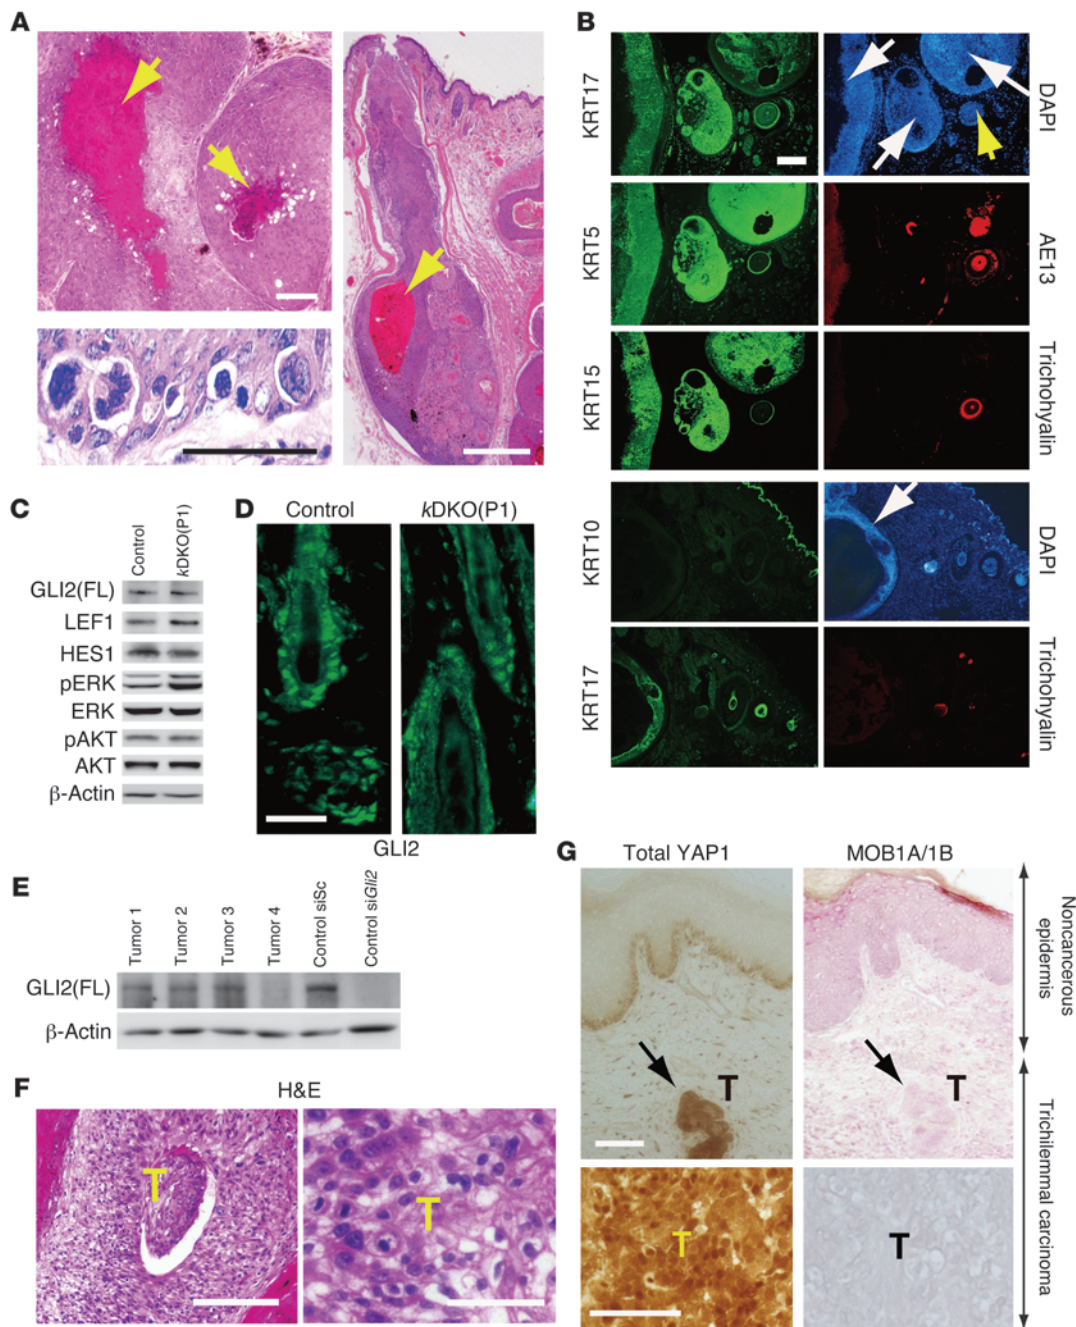 A
B
KRT17
DAPI
KRT5
AE13
KRT15
Trichohyalin
KRT10
DAPI
KRT17
Trichohyalin
C
Control
kDKO(P1)
GLI2(FL)
LEF1
HES1
pERK
ERK
pAKT
AKT
β-Actin
D
Control
kDKO(P1)
GLI2
E
Tumor 1
Tumor 2
Tumor 3
Tumor 4
Control siSc
Control siGli2
GLI2(FL)
β-Actin
F
H&E
T
T
G
Total YAP1
MOB1A/1B
T
T
T
T
Noncancerous
epidermis
Trichilemmal carcinoma